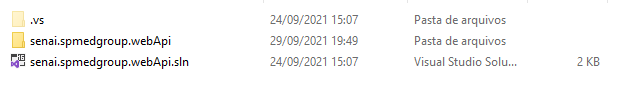 .vs 24/09/2021 15:07 Pasta de arquivos
senai.spmedgroup.webApi 29/09/2021 19:49 Pasta de arquivos
senai.spmedgroup.webApi.sln 24/09/2021 15:07 Visual Studio Solu... 2 KB